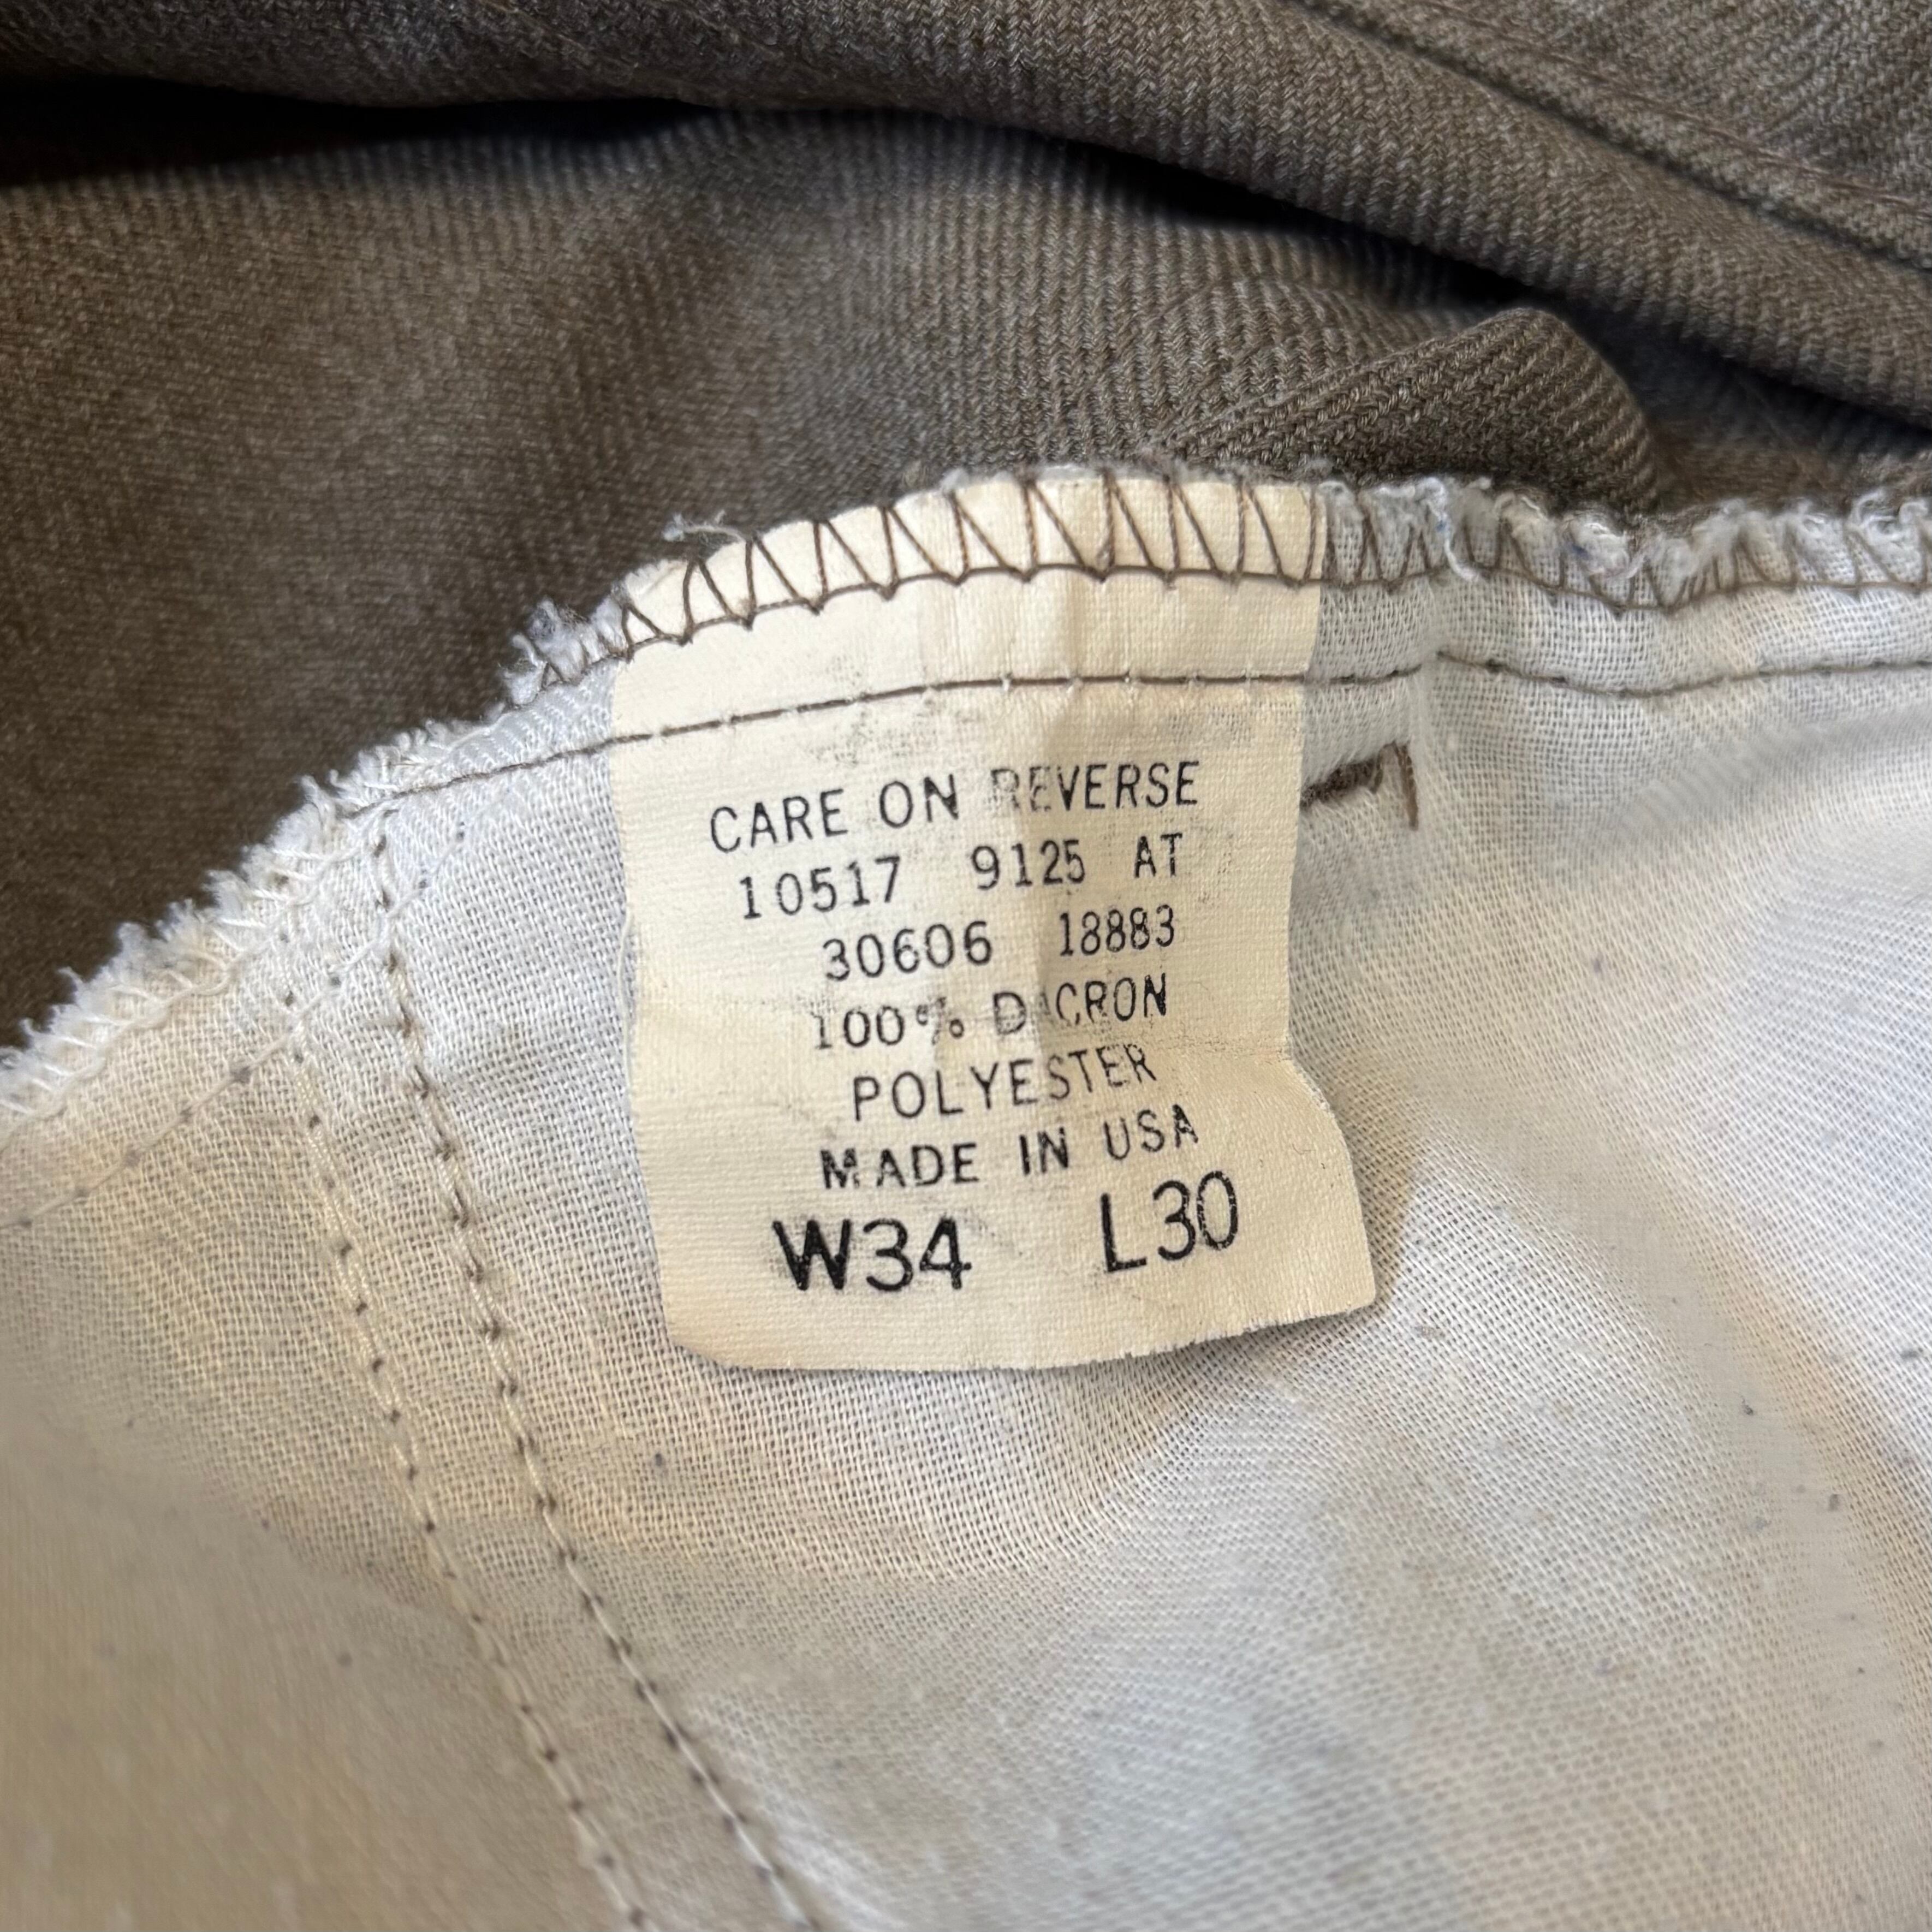 CARE ON REVERSE
10517 9125 AT
30606 18883
100% DACRON
POLYESTER
MADE IN USA
W34 L30